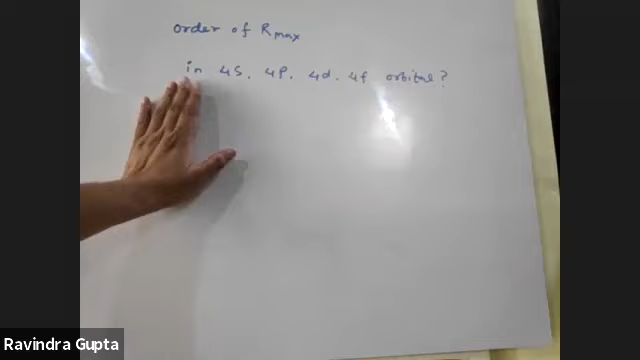 order of Rmax
in 4s, 4p, 4d, 4f orbital?
Ravindra Gupta